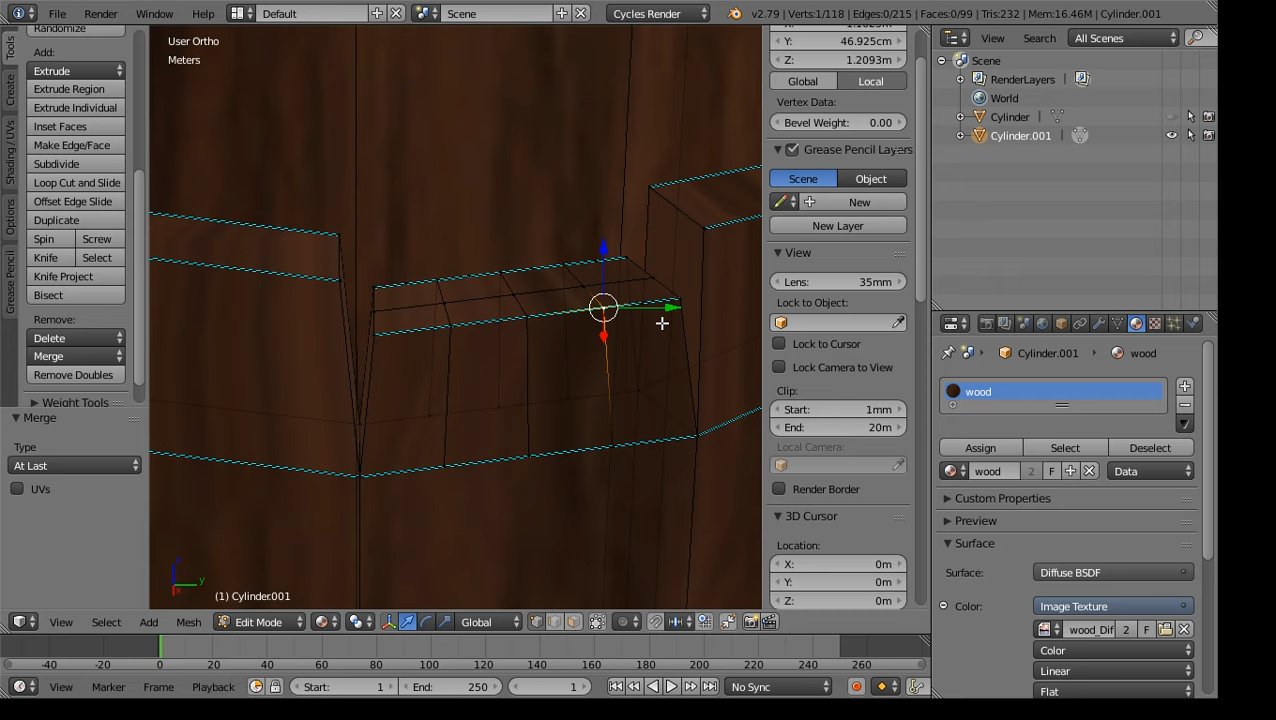 File Render Window Help Default Scene Cycles Render v2.79 | Verts:1/118 | Edges:0/215 | Faces:0/99 | Tris:232 | Mem:16.46M | Cylinder.001
Tools
Create
Shading / UVs
Options
Grease Pencil
Randomize
Add:
Extrude
Extrude Region
Extrude Individual
Inset Faces
Make Edge/Face
Subdivide
Loop Cut and Slide
Offset Edge Slide
Duplicate
Spin Screw
Knife Select
Knife Project
Bisect
Remove:
Delete
Merge
Remove Doubles
Weight Tools
Merge
Type
At Last
UVs
User Ortho
Meters
z
y
(1) Cylinder.001
Y: 46.925cm
Z: 1.2093m
Global Local
Vertex Data:
Bevel Weight: 0.00
Grease Pencil Layers
Scene Object
New
New Layer
View
Lens: 35mm
Lock to Object:
Lock to Cursor
Lock Camera to View
Clip:
Start: 1mm
End: 20m
Local Camera:
Render Border
3D Cursor
Location:
X: 0m
Y: 0m
Z: 0m
View Select Add Mesh Edit Mode Global
-40 -20 0 20 40 60 80 100 120 140 160 180 200 220 240 260
View Marker Frame Playback Start: 1 End: 250 1 No Sync
View Search All Scenes
Scene
RenderLayers
World
Cylinder
Cylinder.001
Cylinder.001 wood
wood
Assign Select Deselect
wood 2 F Data
Custom Properties
Preview
Surface
Surface: Diffuse BSDF
Color: Image Texture
wood_Dif 2 F
Color
Linear
Flat